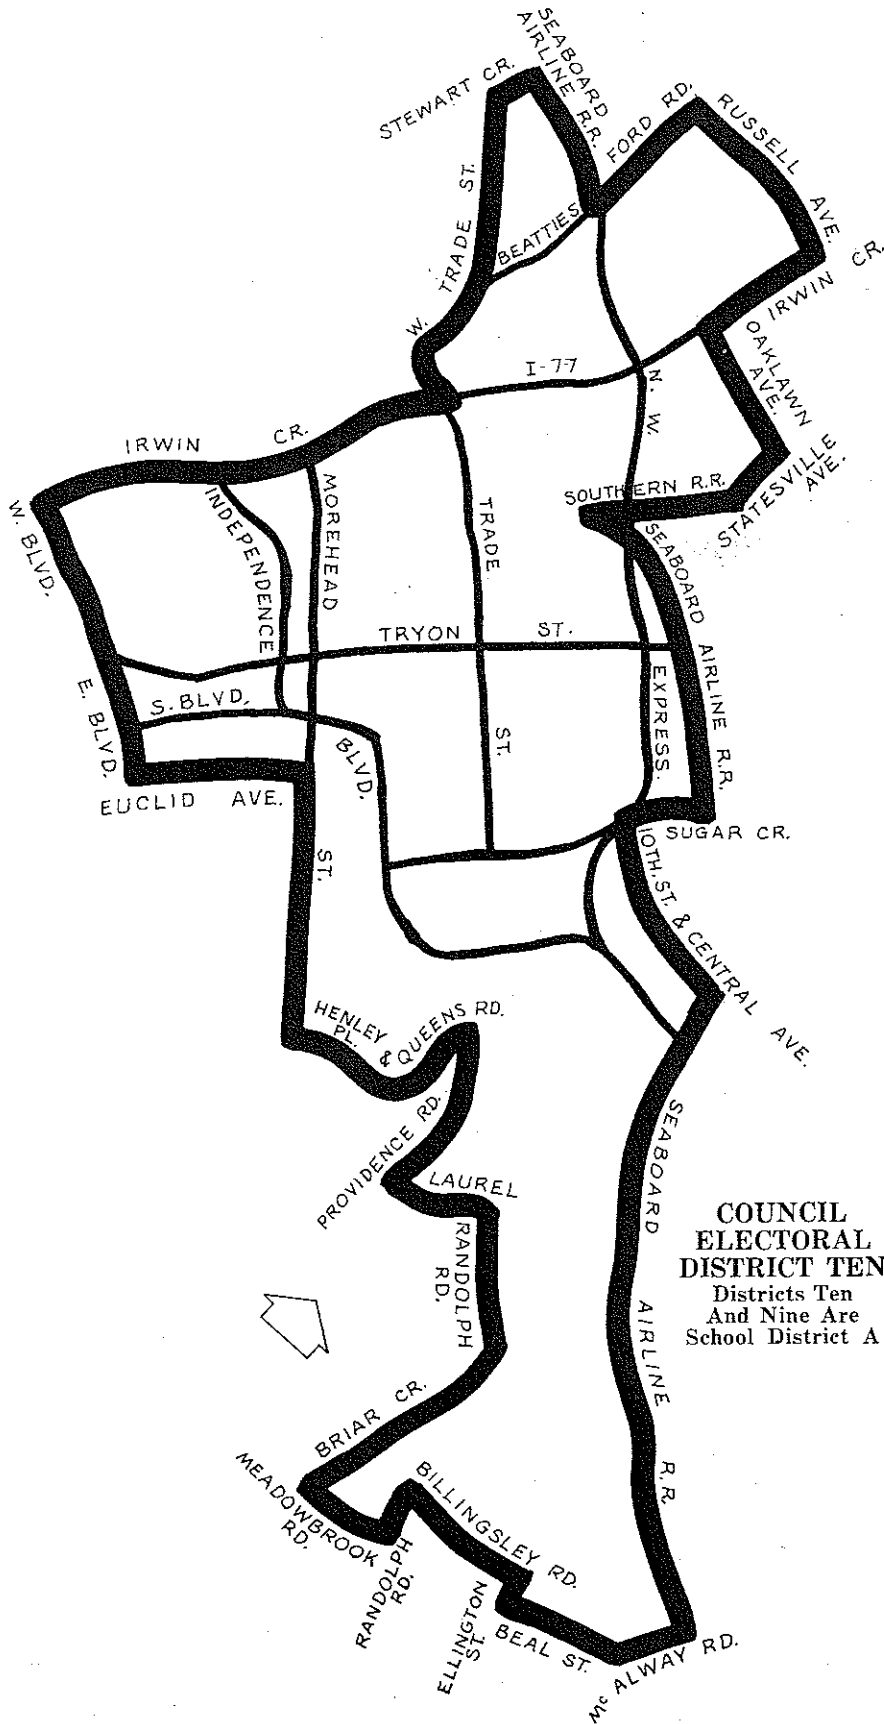 SEABOARD
AIRLINE R.R.
STEWART CR.
FORD RD.
RUSSELL AVE.
W. TRADE ST.
BEATTIES
IRWIN CR.
OAKLAWN
AVE.
I-77
N. W.
IRWIN CR.
STATESVILLE
AVE.
W. BLVD.
INDEPENDENCE
MOREHEAD
TRADE
SOUTHERN R.R.
SEABOARD AIRLINE R.R.
TRYON ST.
E. BLVD.
S. BLVD.
BLVD.
ST.
EXPRESS.
EUCLID AVE.
ST.
SUGAR CR.
10TH. ST. & CENTRAL AVE.
HENLEY
PL.
& QUEENS RD.
PROVIDENCE RD.
LAUREL
RANDOLPH
RD.
SEABOARD AIRLINE R.R.
COUNCIL
ELECTORAL
DISTRICT TEN
Districts Ten
And Nine Are
School District A
BRIAR CR.
MEADOWBROOK
RD.
RANDOLPH
RD.
BILLINGSLEY RD.
ELLINGTON
ST.
BEAL ST.
Mc ALWAY RD.